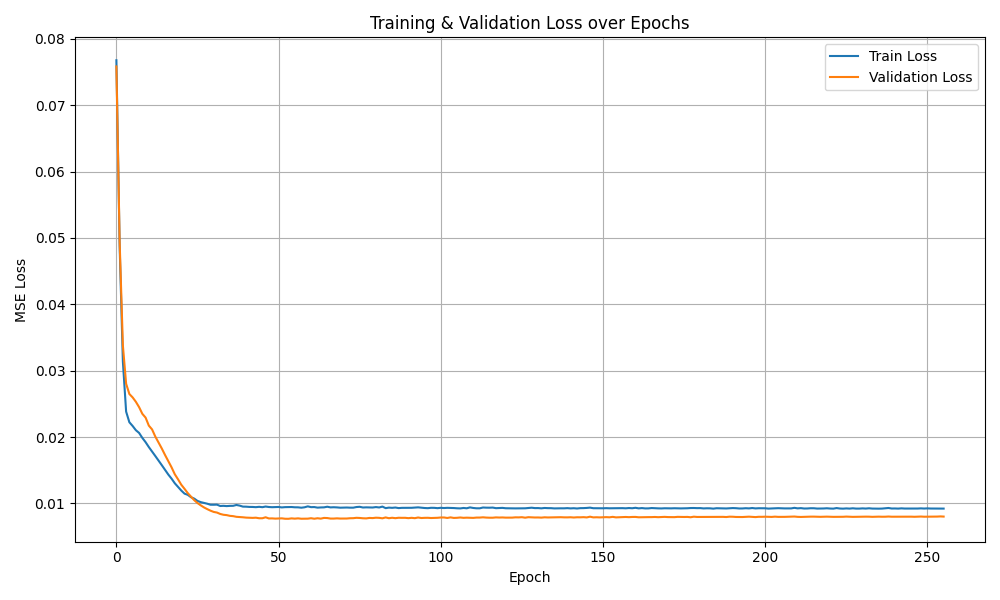 Training & Validation Loss over Epochs
Train Loss
Validation Loss
MSE Loss
0.08
0.07
0.06
0.05
0.04
0.03
0.02
0.01
0 50 100 150 200 250
Epoch